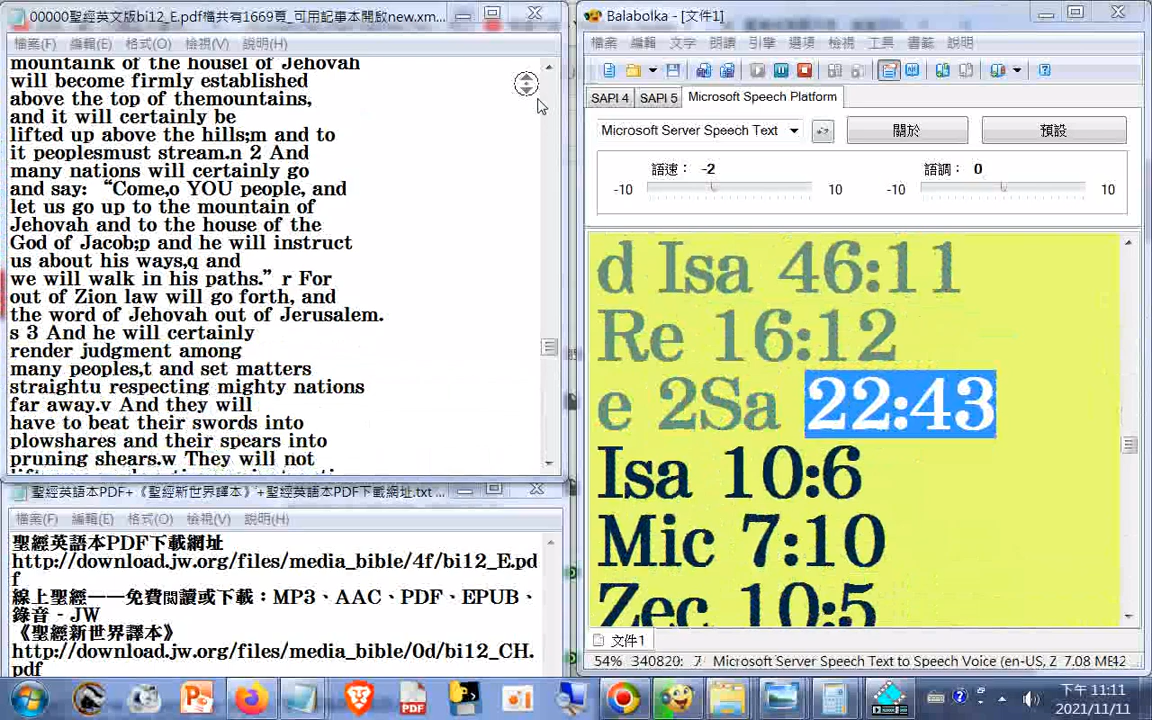 00000聖經英文版bi12_E.pdf檔共有1669頁_可用記事本開啟new.xm...
檔案(F) 編輯(E) 格式(O) 檢視(V) 說明(H)
mountaink of the housel of Jehovah
will become firmly established
above the top of themountains,
and it will certainly be
lifted up above the hills;m and to
it peoplesmust stream.n 2 And
many nations will certainly go
and say: “Come,o YOU people, and
let us go up to the mountain of
Jehovah and to the house of the
God of Jacob;p and he will instruct
us about his ways,q and
we will walk in his paths.” r For
out of Zion law will go forth, and
the word of Jehovah out of Jerusalem.
s 3 And he will certainly
render judgment among
many peoples,t and set matters
straightu respecting mighty nations
far away.v And they will
have to beat their swords into
plowshares and their spears into
pruning shears.w They will not
聖經英語本PDF+《聖經新世界譯本》+聖經英語本PDF下載網址.txt ...
檔案(F) 編輯(E) 格式(O) 檢視(V) 說明(H)
聖經英語本PDF下載網址
http://download.jw.org/files/media_bible/4f/bi12_E.pd
f
線上聖經——免費閱讀或下載：MP3、AAC、PDF、EPUB、
錄音 - JW
《聖經新世界譯本》
http://download.jw.org/files/media_bible/0d/bi12_CH.
pdf
Balabolka - [文件1]
檔案 編輯 文字 朗讀 引擎 選項 檢視 工具 書籤 說明
SAPI 4 SAPI 5 Microsoft Speech Platform
Microsoft Server Speech Text 關於 預設
語速： -2 語調： 0
-10 10 -10 10
d Isa 46:11
Re 16:12
e 2Sa 22:43
Isa 10:6
Mic 7:10
Zec 10:5
文件1
54% 340820: 7 Microsoft Server Speech Text to Speech Voice (en-US, Z 7.08 ME42
PDF
下午 11:11
2021/11/11